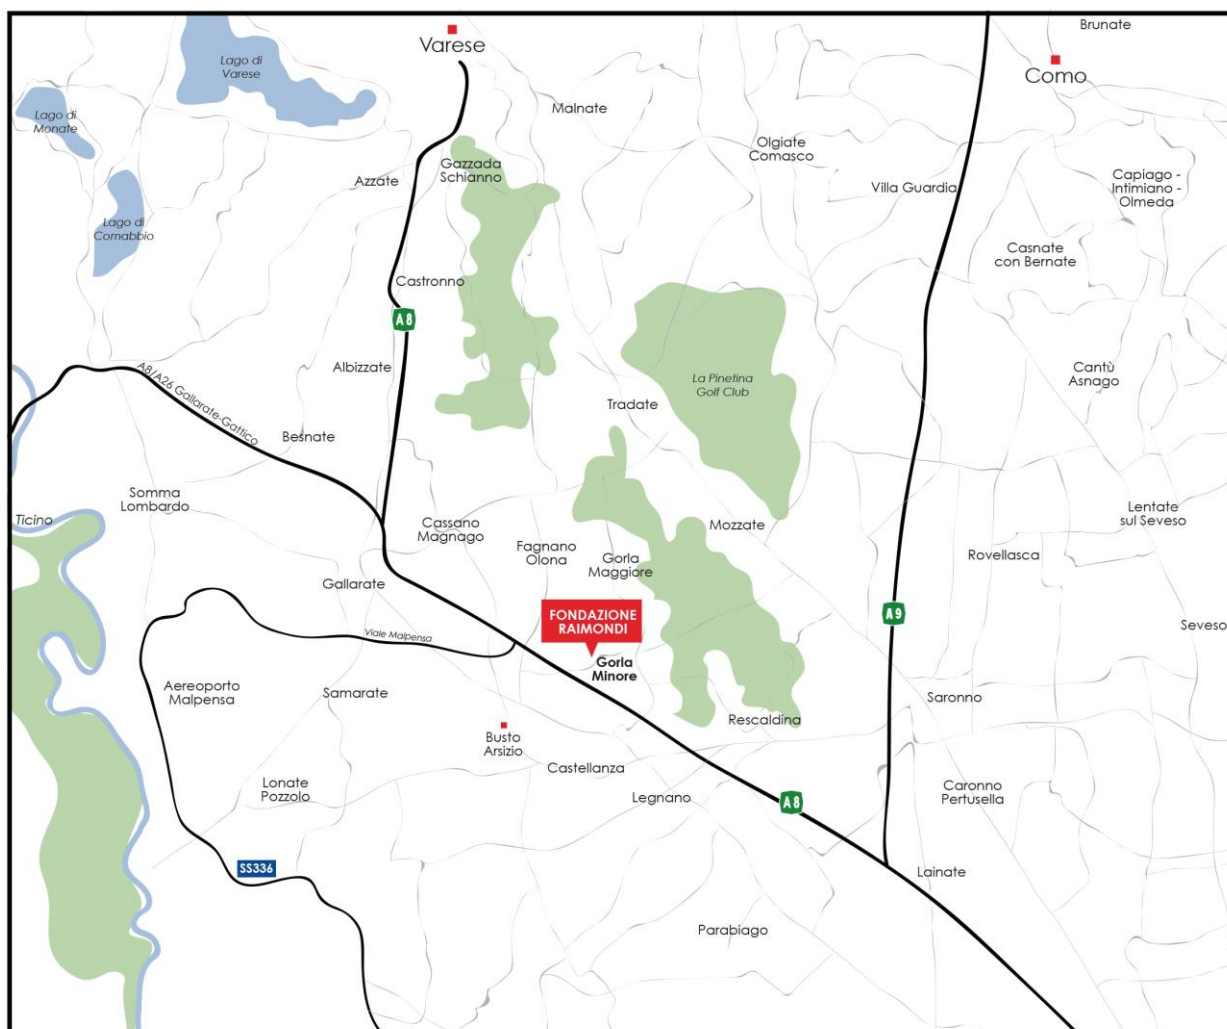 Brunate
Varese
Como
Lago di
Varese
Malnate
Lago di
Monate
Olgiate
Comasco
Gazzada
Schianno
Azzate
Villa Guardia
Capiago -
Intimiano -
Olmeda
Lago di
Comabbio
Casnate
con Bernate
Castronno
A8
Albizzate
A8/A26 Gallarate-Gattico
La Pinetina
Golf Club
Cantù
Asnago
Tradate
Besnate
Somma
Lombardo
Ticino
Cassano
Magnago
Mozzate
Lentate
sul Seveso
Fagnano
Olona
Gorla
Maggiore
Rovellasca
Gallarate
FONDAZIONE
RAIMONDI
A9
Seveso
Viale Malpensa
Gorla
Minore
Aereoporto
Malpensa
Samarate
Saronno
Rescaldina
Busto
Arsizio
Castellanza
Lonate
Pozzolo
Legnano
A8
Caronno
Pertusella
SS336
Lainate
Parabiago